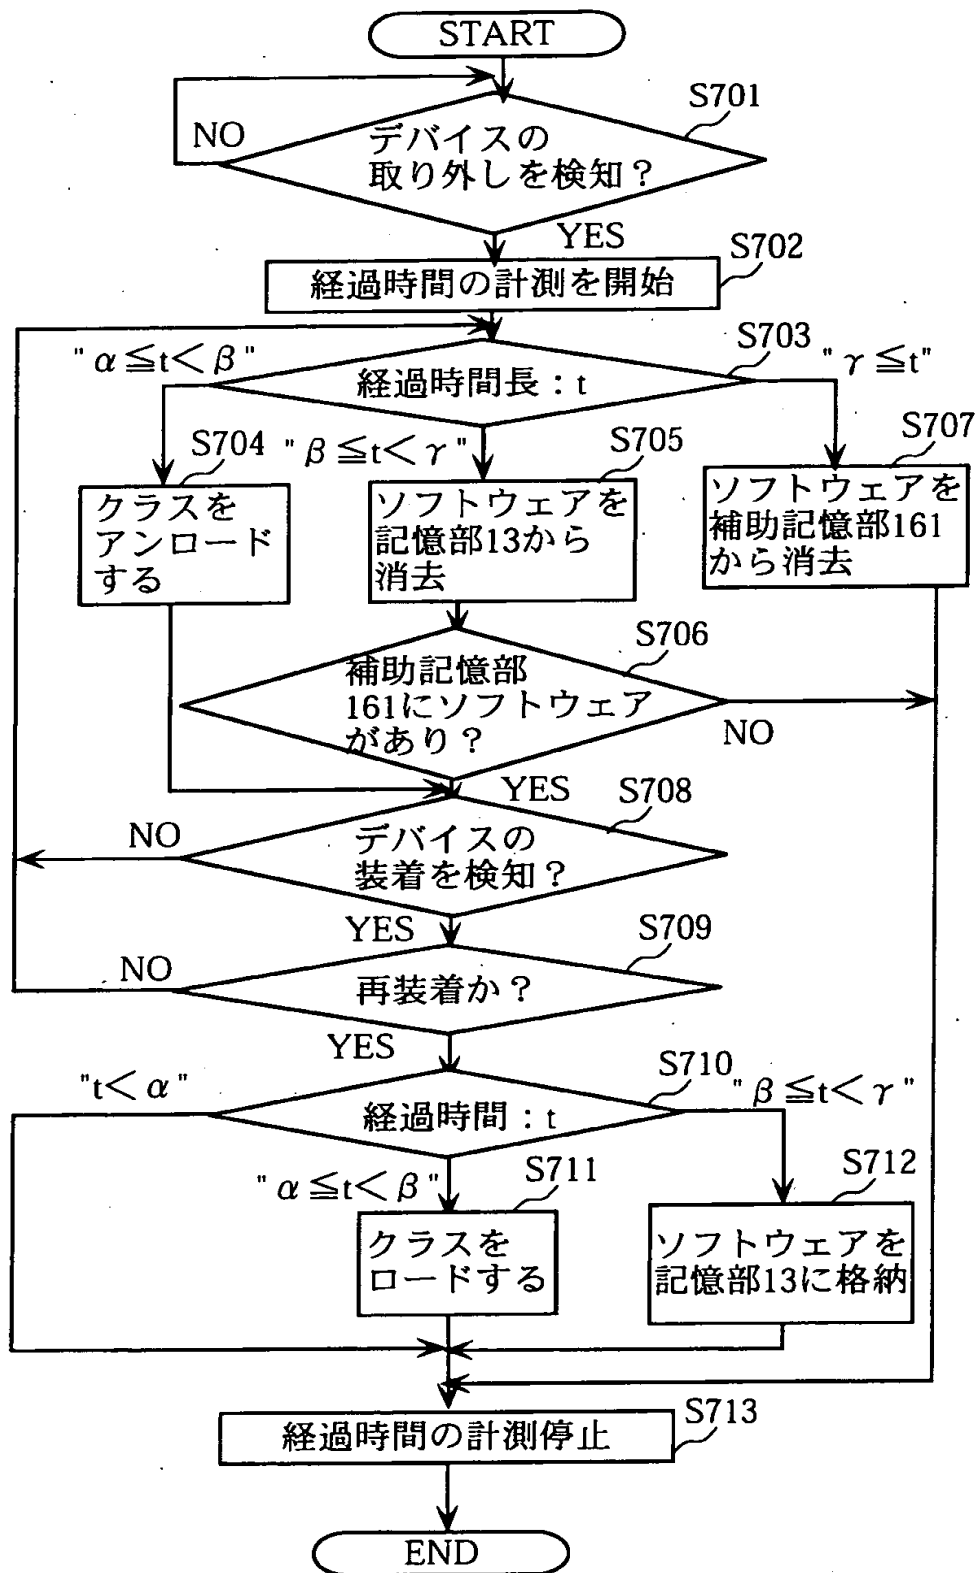 START
S701
NO
デバイスの
取り外しを検知？
YES
S702
経過時間の計測を開始
"α≦t＜β"
S703
"γ≦t"
経過時間長：t
S704
"β≦t＜γ"
S705
S707
クラスを
アンロード
する
ソフトウェアを
記憶部13から
消去
ソフトウェアを
補助記憶部161
から消去
S706
補助記憶部
161にソフトウェア
があり？
NO
YES
S708
NO
デバイスの
装着を検知？
YES
S709
NO
再装着か？
YES
"t＜α"
S710
"β≦t＜γ"
経過時間：t
"α≦t＜β"
S711
S712
クラスを
ロードする
ソフトウェアを
記憶部13に格納
S713
経過時間の計測停止
END